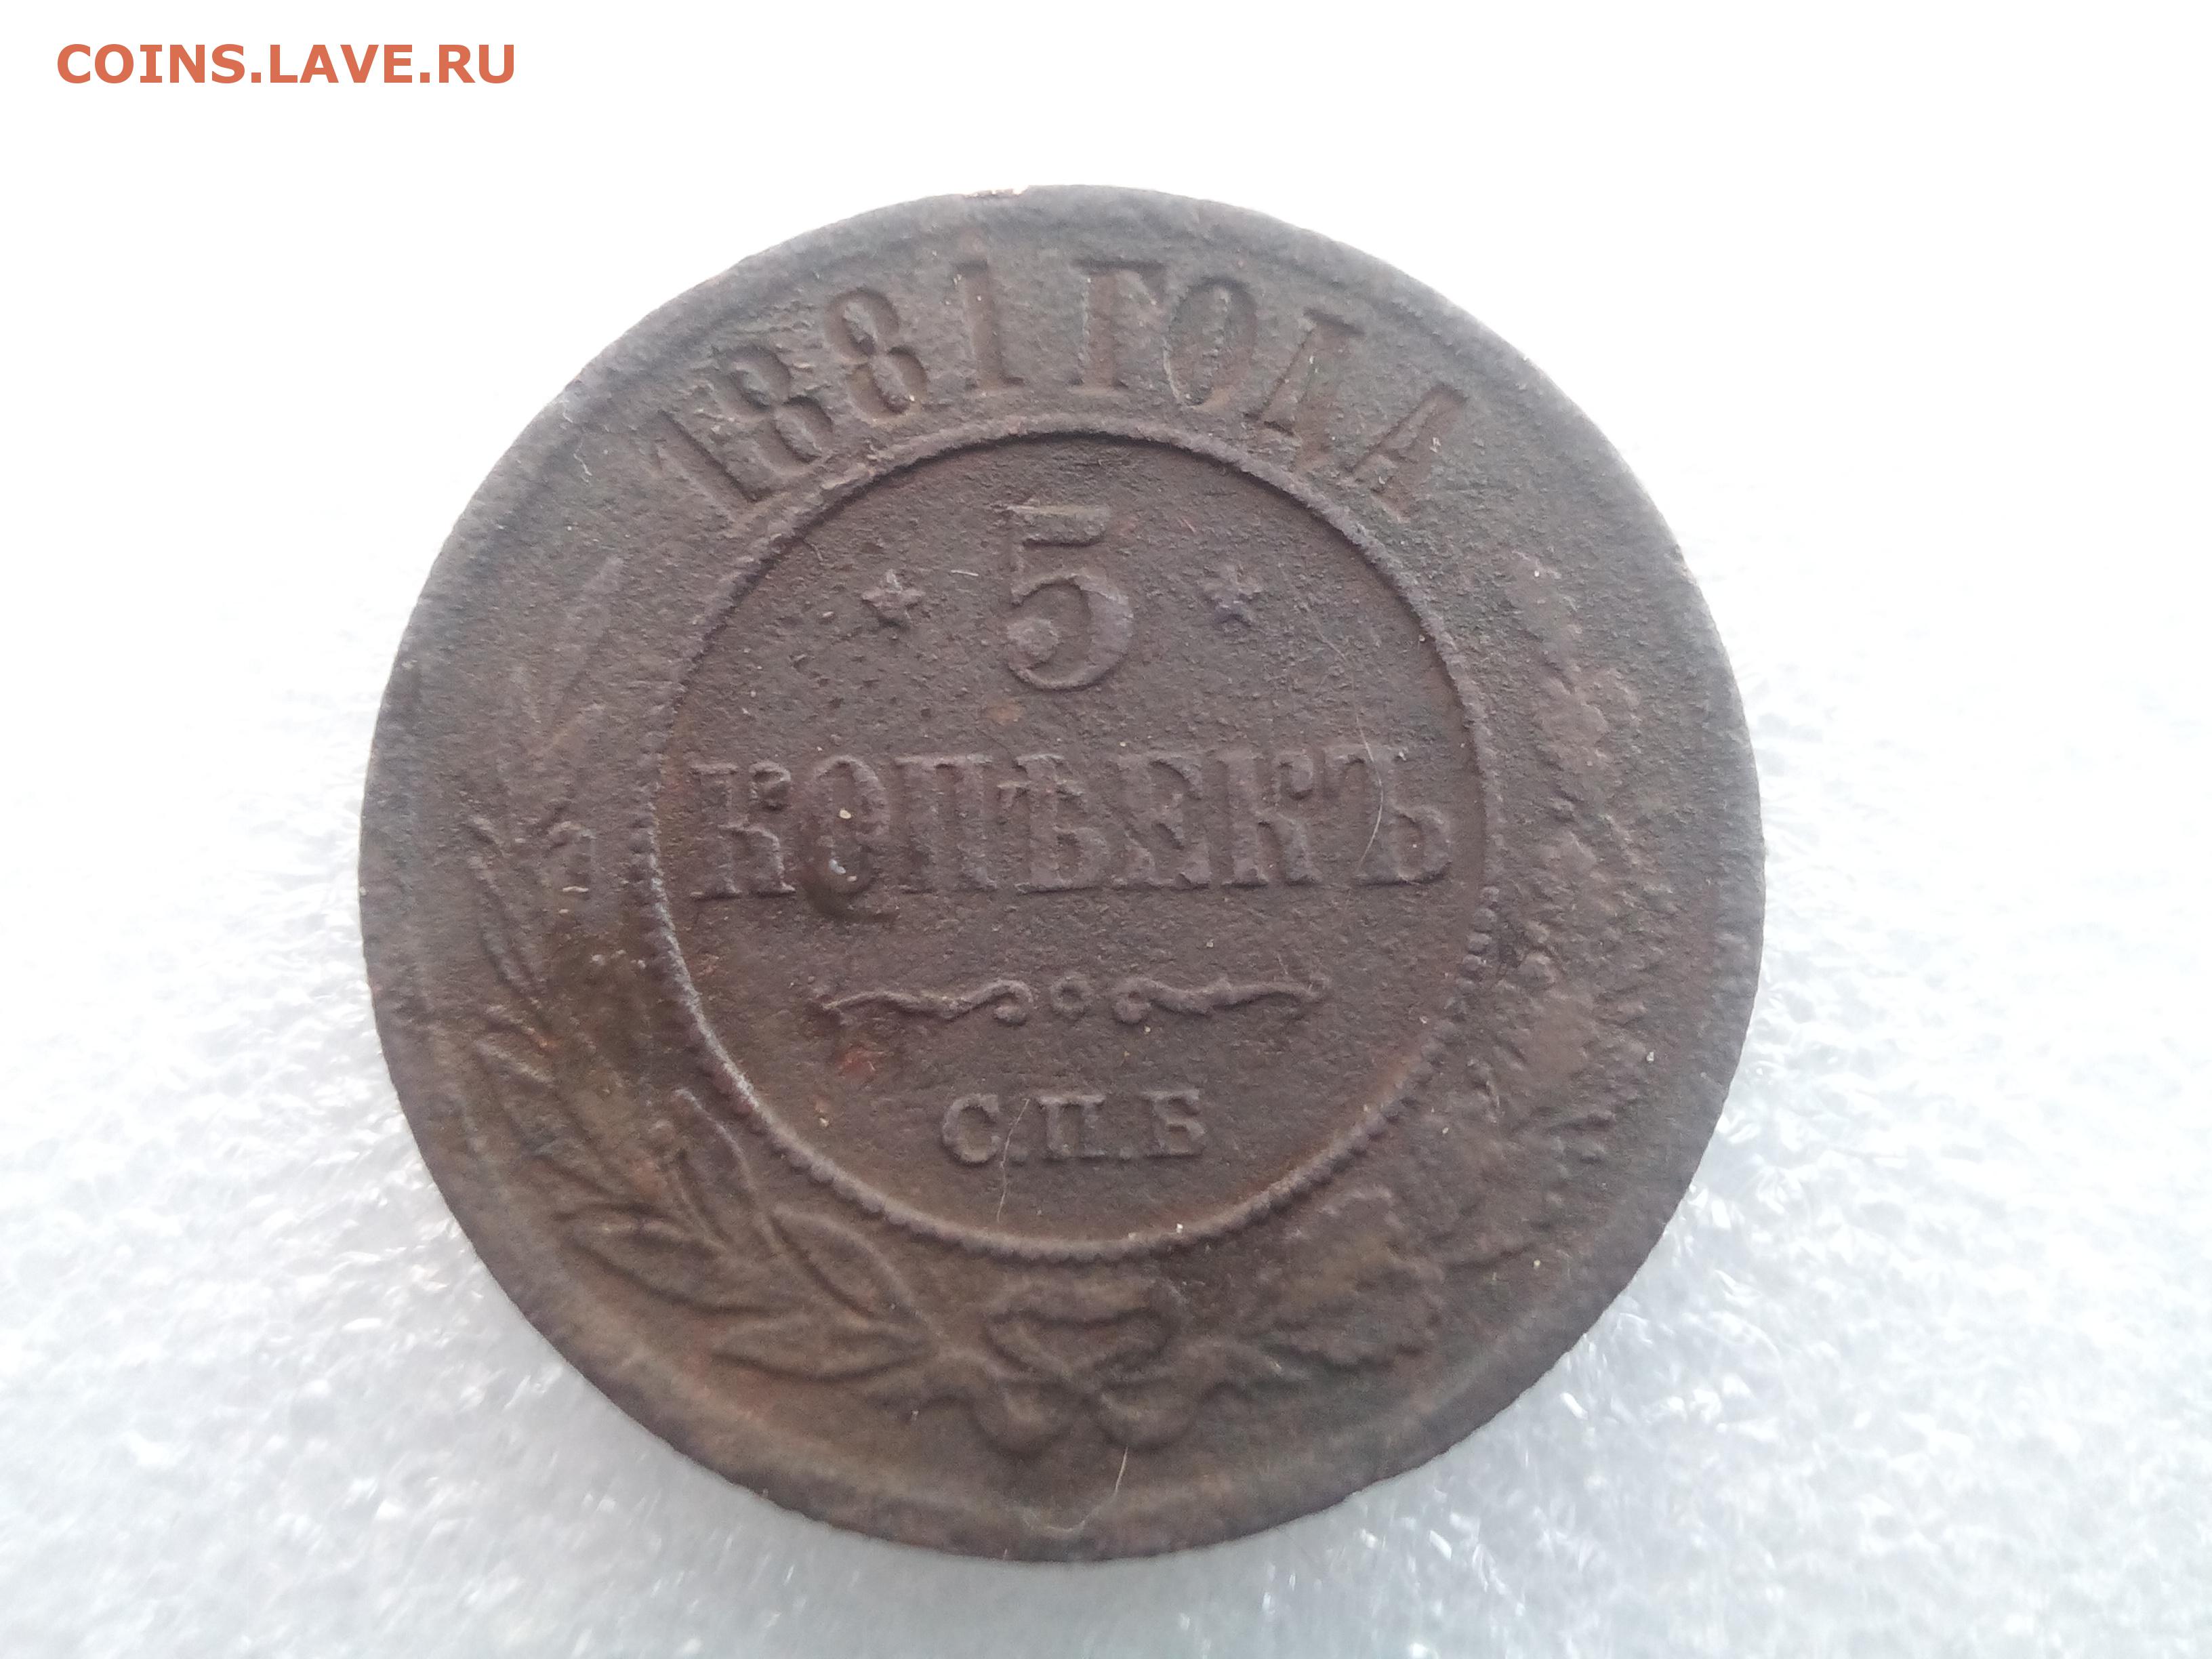 COINS.LAVE.RU
1881 ГОДА
* 5 *
КОПѢЕКЪ
С.П.Б